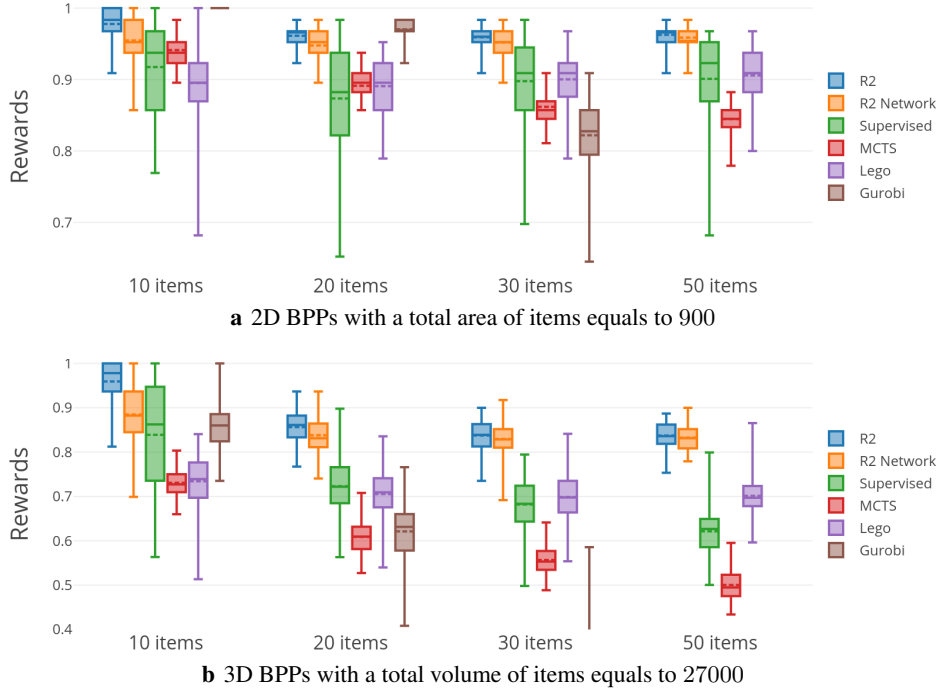 1
0.9
0.8
0.7
Rewards
10 items
20 items
30 items
50 items
R2
R2 Network
Supervised
MCTS
Lego
Gurobi
a 2D BPPs with a total area of items equals to 900
1
0.9
0.8
0.7
0.6
0.5
0.4
Rewards
10 items
20 items
30 items
50 items
R2
R2 Network
Supervised
MCTS
Lego
Gurobi
b 3D BPPs with a total volume of items equals to 27000